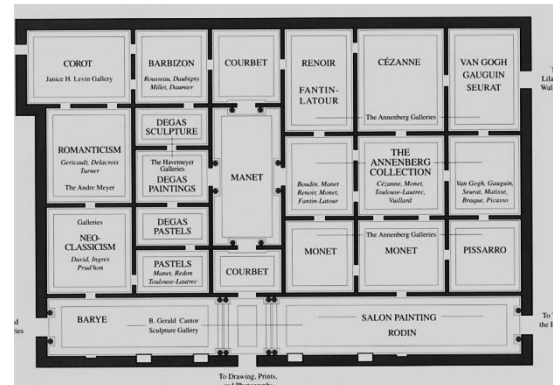 COROT
Janice H. Levin Gallery
BARBIZON
Rousseau, Daubigny
Millet, Daumier
COURBET
RENOIR
FANTIN-
LATOUR
CÉZANNE
VAN GOGH
GAUGUIN
SEURAT
The Annenberg Galleries
ROMANTICISM
Gericault, Delacroix
Turner
The Andre Meyer
DEGAS
SCULPTURE
The Havemeyer
Galleries
DEGAS
PAINTINGS
MANET
Boudin, Manet
Renoir, Monet,
Fantin-Latour
THE
ANNENBERG
COLLECTION
Cézanne, Monet,
Toulouse-Lautrec,
Vuillard
Van Gogh, Gauguin,
Seurat, Matisse,
Braque, Picasso
Galleries
NEO-
CLASSICISM
David, Ingres
Prud'hon
DEGAS
PASTELS
PASTELS
Manet, Redon
Toulouse-Lautrec
COURBET
MONET
The Annenberg Galleries
MONET
PISSARRO
BARYE
B. Gerald Cantor
Sculpture Gallery
SALON PAINTING
RODIN
To Drawing, Prints,